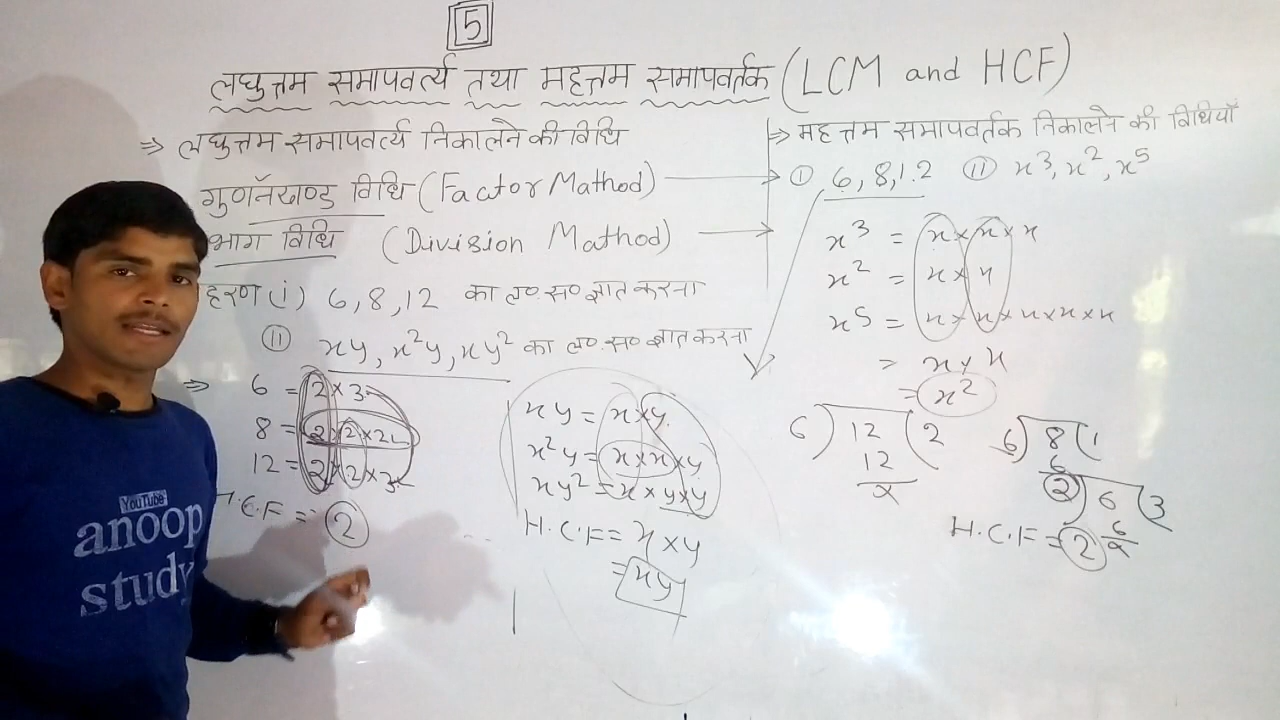 5
लघुत्तम समापवर्त्य तथा महत्तम समापवर्तक (LCM and HCF)
⇒ लघुत्तम समापवर्त्य निकालने की विधि
गुणनखण्ड विधि (Factor Mathod)
भाग विधि (Division Mathod)
हरण (i) 6, 8, 12 का ल० स० ज्ञात करना
(ii) xy, x²y, xy² का ल० स० ज्ञात करना
⇒ 6 = 2 × 3
8 = 2 × 2 × 2
12 = 2 × 2 × 3
H.C.F = 2
xy = x × y
x²y = x × x × y
xy² = x × y × y
H.C.F = x × y
= xy
⇒ महत्तम समापवर्तक निकालने की विधियाँ
(i) 6, 8, 12 (ii) x³, x², x⁵
x³ = x × x × x
x² = x × x
x⁵ = x × x × x × x × x
= x × x
= x²
6 ) 12 ( 2
12
x
6 ) 8 ( 1
6
2 ) 6 ( 3
6
x
H.C.F = 2
YouTube
anoop
study